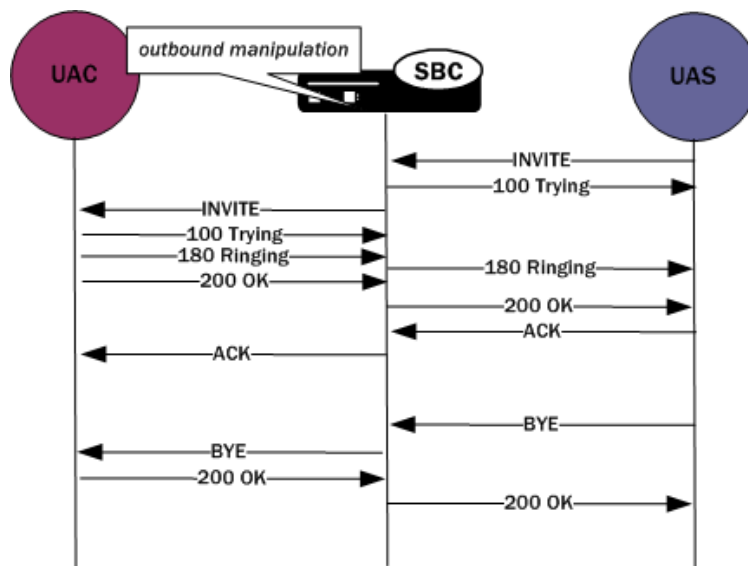 outbound manipulation
UAC
SBC
UAS
INVITE
100 Trying
INVITE
100 Trying
180 Ringing
180 Ringing
200 OK
200 OK
ACK
ACK
BYE
BYE
200 OK
200 OK